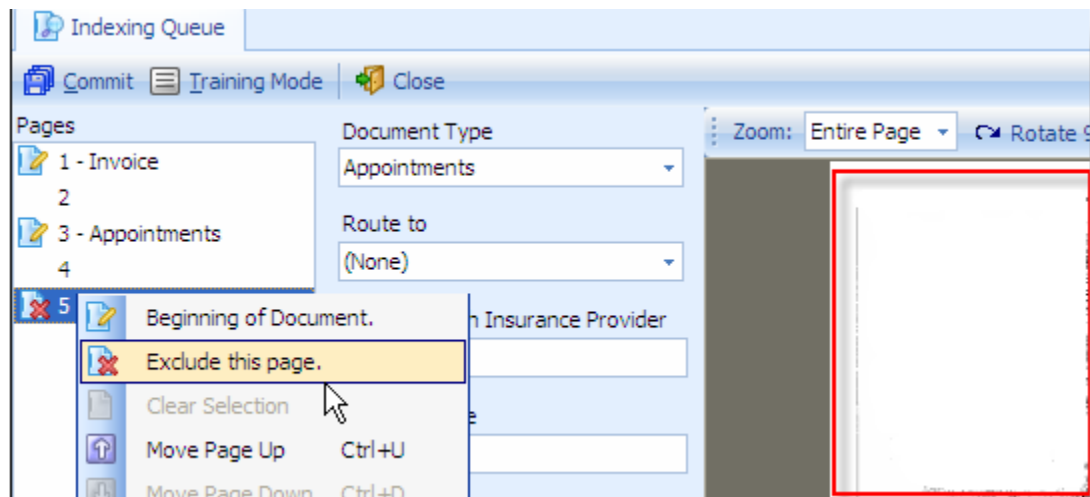 Indexing Queue
Commit Training Mode Close
Pages
1 - Invoice
2
3 - Appointments
4
5
Document Type
Appointments
Route to
(None)
Insurance Provider
Beginning of Document.
Exclude this page.
Clear Selection
Move Page Up Ctrl+U
Move Page Down Ctrl+D
Zoom: Entire Page Rotate 9